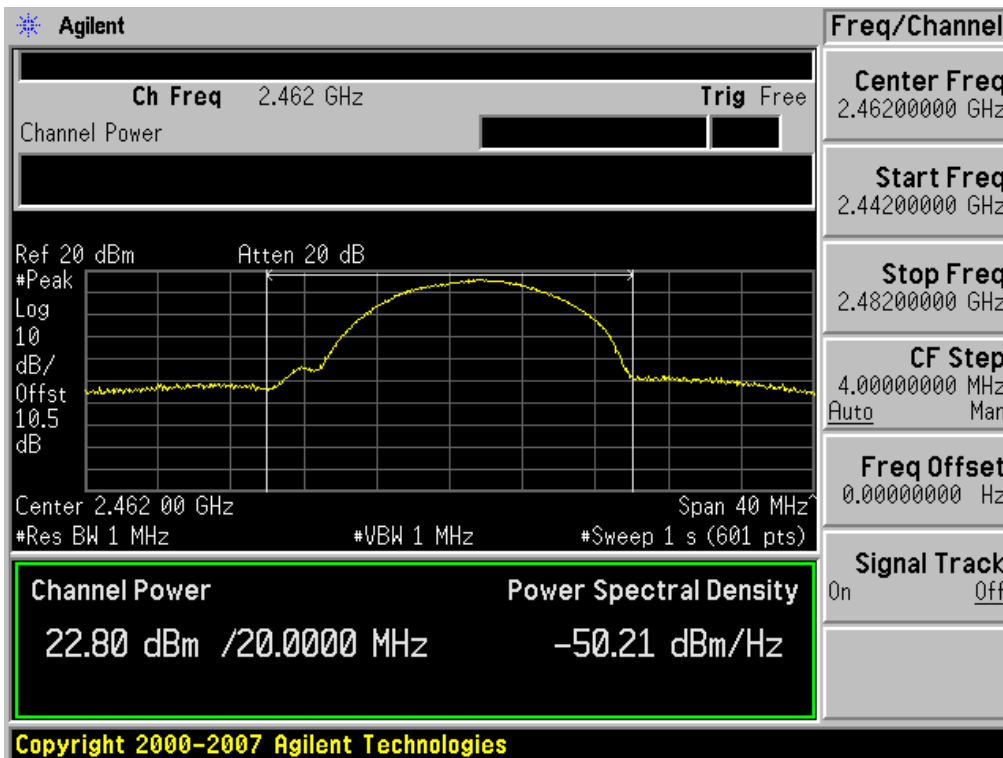 Agilent
Ch Freq 2.462 GHz Trig Free
Channel Power
Ref 20 dBm Atten 20 dB
#Peak
Log
10
dB/
Offst
10.5
dB
Center 2.462 00 GHz Span 40 MHz^
#Res BW 1 MHz #VBW 1 MHz #Sweep 1 s (601 pts)
Channel Power Power Spectral Density
22.80 dBm /20.0000 MHz -50.21 dBm/Hz
Copyright 2000-2007 Agilent Technologies
Freq/Channel
Center Freq
2.46200000 GHz
Start Freq
2.44200000 GHz
Stop Freq
2.48200000 GHz
CF Step
4.00000000 MHz
Auto Man
Freq Offset
0.00000000 Hz
Signal Track
On Off